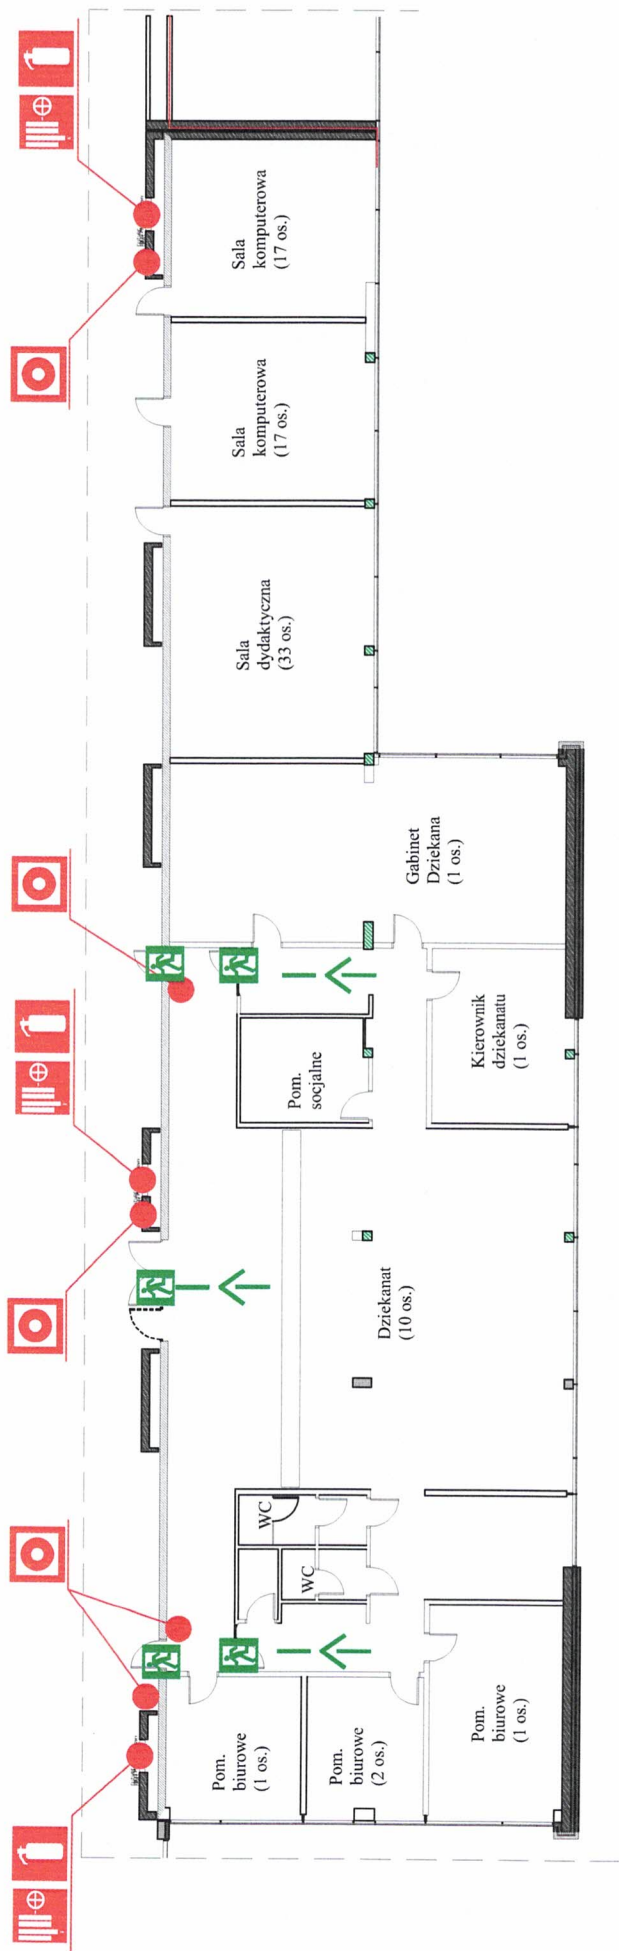 Sala
komputerowa
(17 os.)
Sala
komputerowa
(17 os.)
Sala
dydaktyczna
(33 os.)
Gabinet
Dziekana
(1 os.)
Kierownik
dziekanatu
(1 os.)
Pom.
socjalne
Dziekanat
(10 os.)
WC
WC
Pom.
biurowe
(1 os.)
Pom.
biurowe
(2 os.)
Pom.
biurowe
(1 os.)